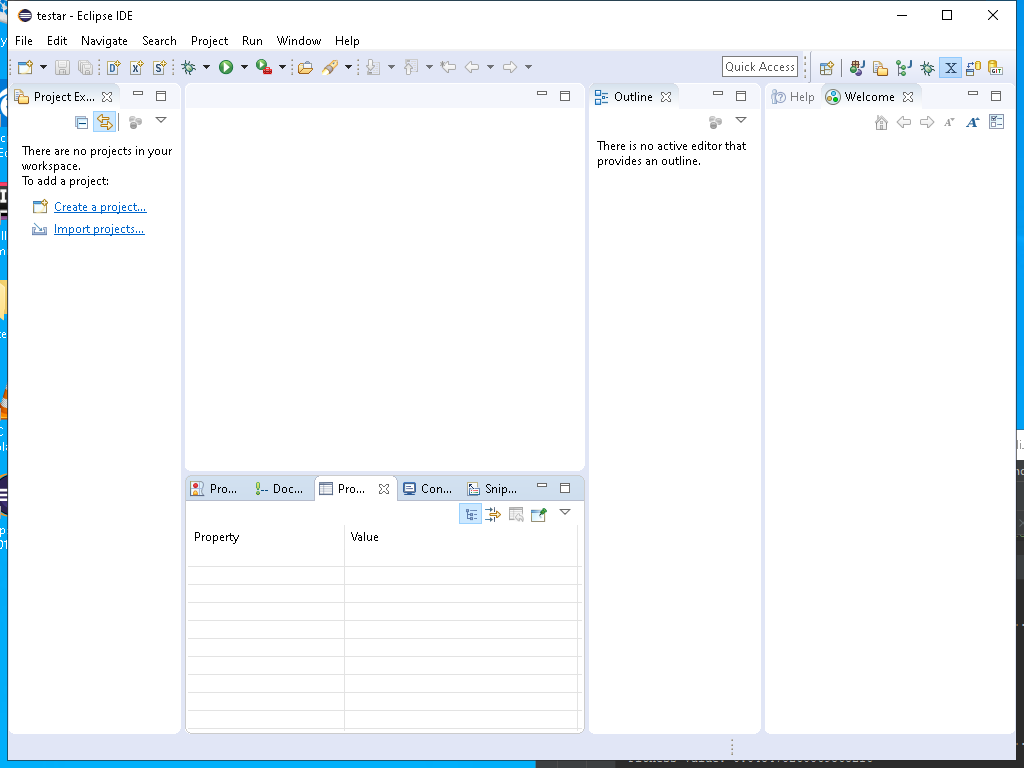 testar - Eclipse IDE
File Edit Navigate Search Project Run Window Help
Quick Access
Project Ex...
Outline
Help
Welcome
There are no projects in your
workspace.
To add a project:
Create a project...
Import projects...
There is no active editor that
provides an outline.
Pro...
Doc...
Pro...
Con...
Snip...
Property Value